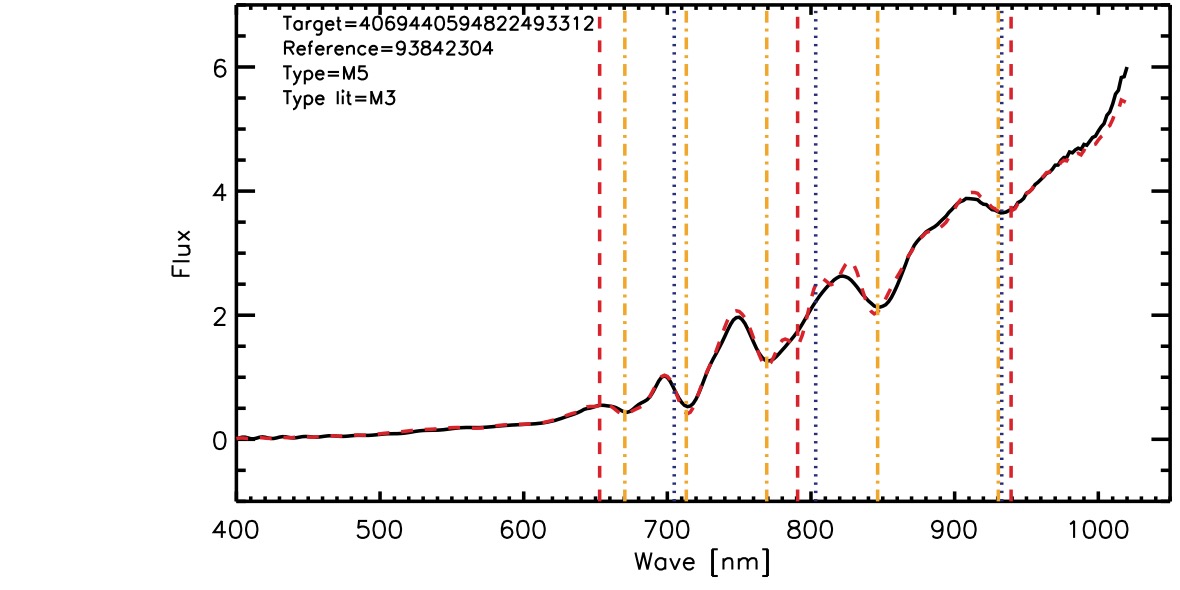 Target=4069440594822493312
Reference=93842304
Type=M5
Type lit=M3
6
4
2
0
Flux
400 500 600 700 800 900 1000
Wave [nm]